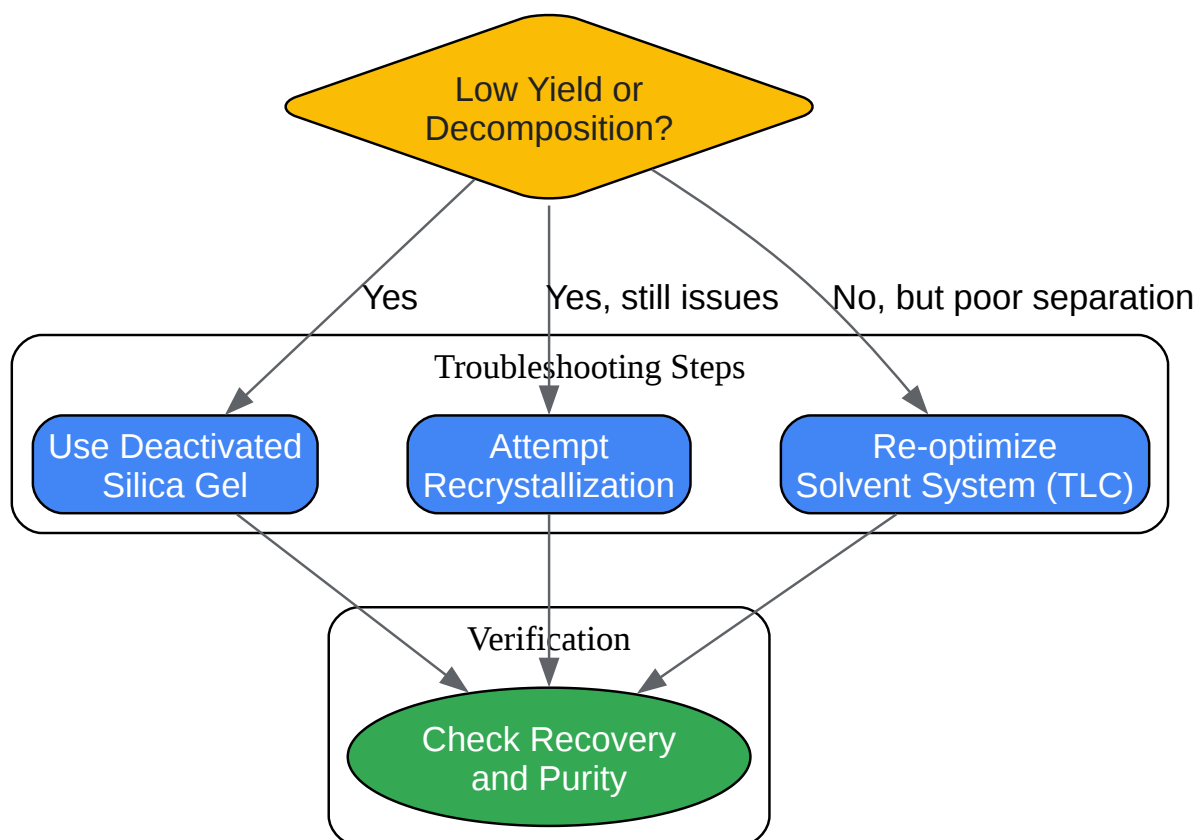 Low Yield or
Decomposition?
Yes
Yes, still issues
No, but poor separation
Troubleshooting Steps
Use Deactivated
Silica Gel
Attempt
Recrystallization
Re-optimize
Solvent System (TLC)
Verification
Check Recovery
and Purity